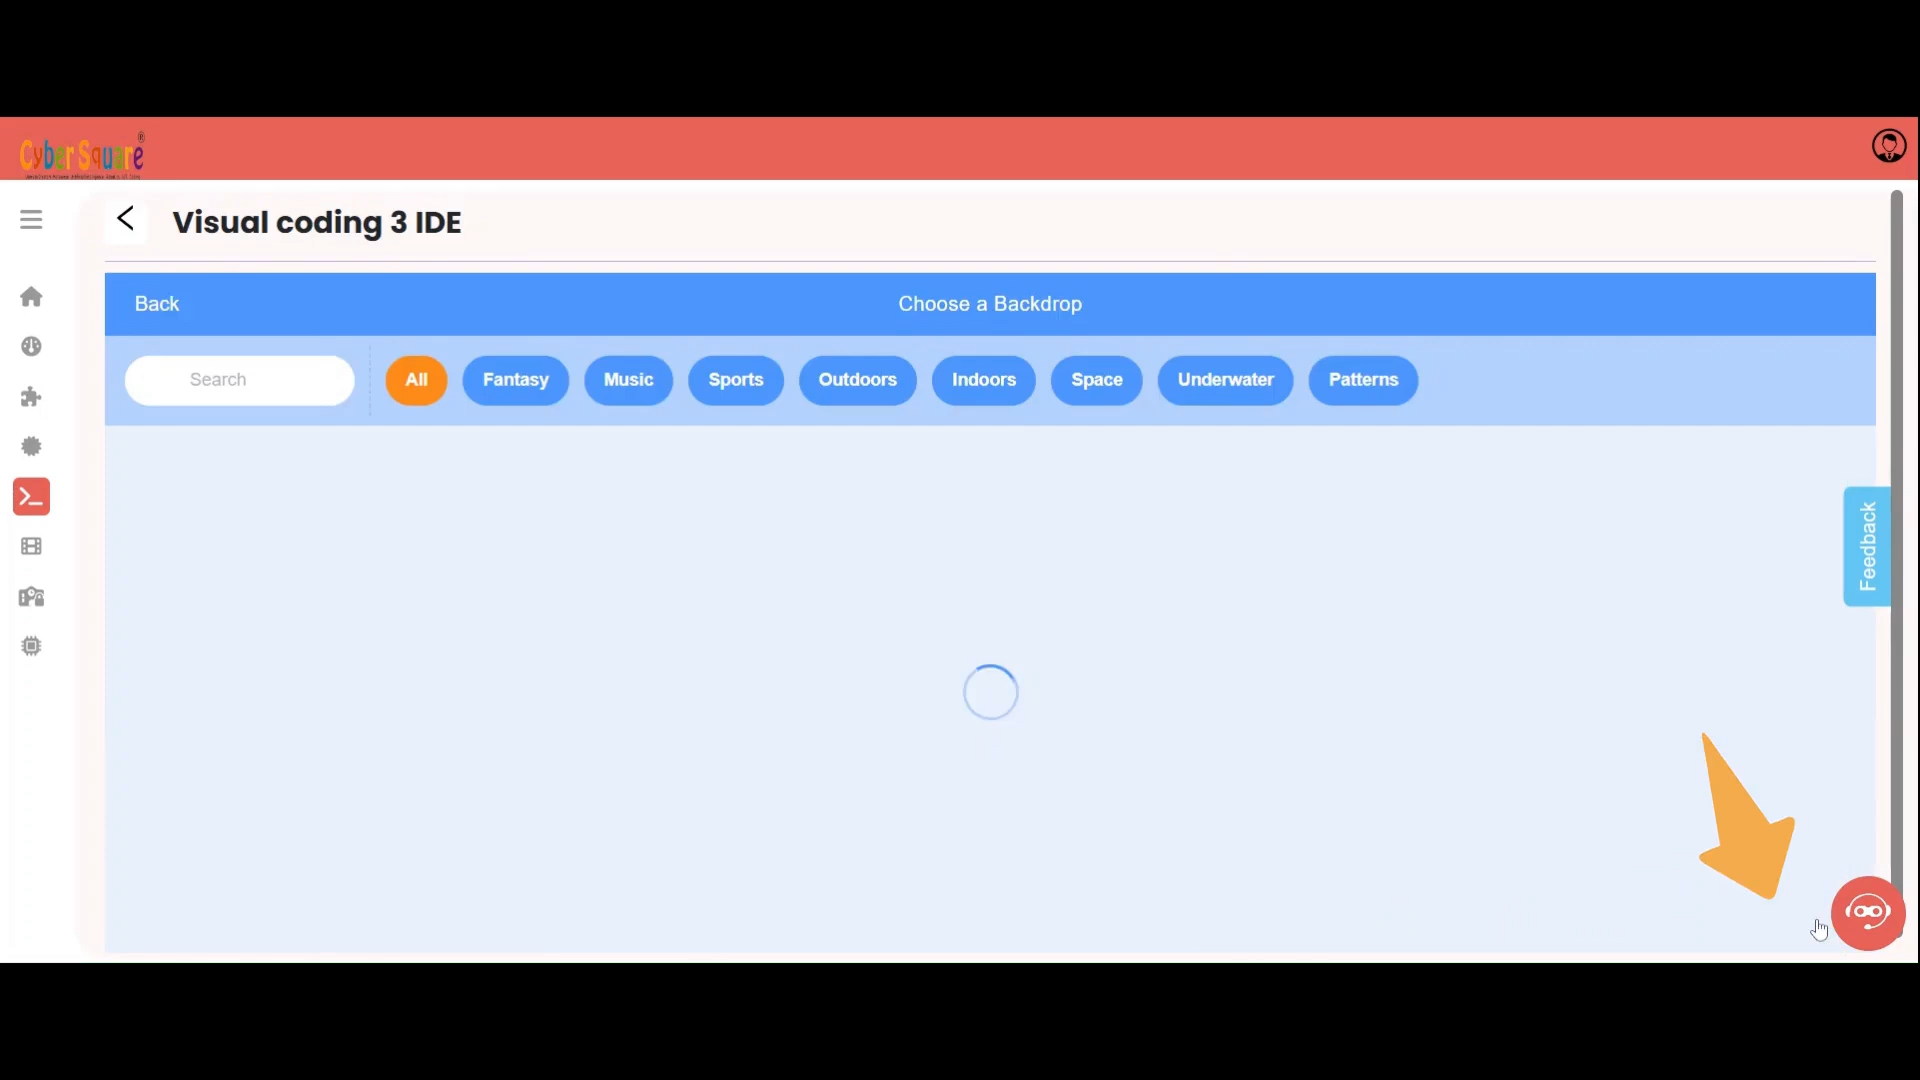 Cyber Square®
Visual coding 3 IDE
Back
Choose a Backdrop
Search
All
Fantasy
Music
Sports
Outdoors
Indoors
Space
Underwater
Patterns
Feedback